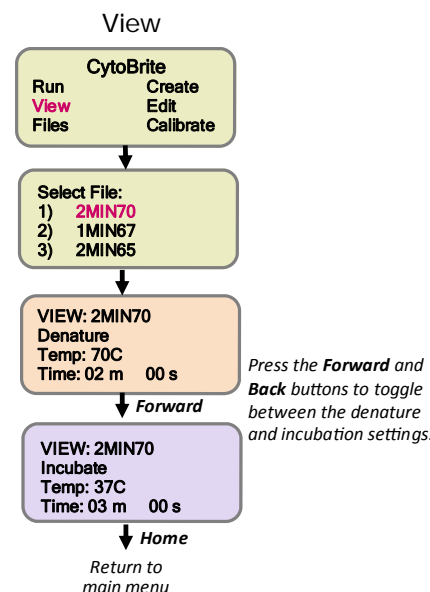 View
CytoBrite
Run Create
View Edit
Files Calibrate
Select File:
1) 2MIN70
2) 1MIN67
3) 2MIN65
VIEW: 2MIN70
Denature
Temp: 70C
Time: 02 m 00 s
Press the Forward and
Back buttons to toggle
between the denature
and incubation settings.
Forward
VIEW: 2MIN70
Incubate
Temp: 37C
Time: 03 m 00 s
Home
Return to
main menu